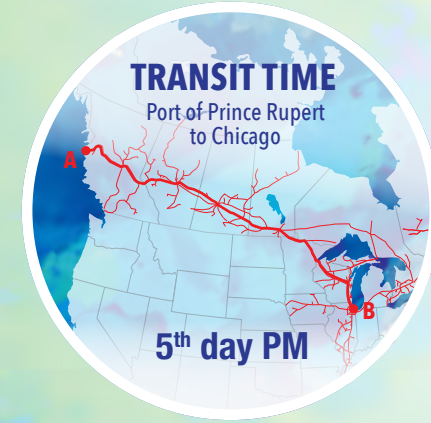 TRANSIT TIME
Port of Prince Rupert
to Chicago
A
B
5th day PM